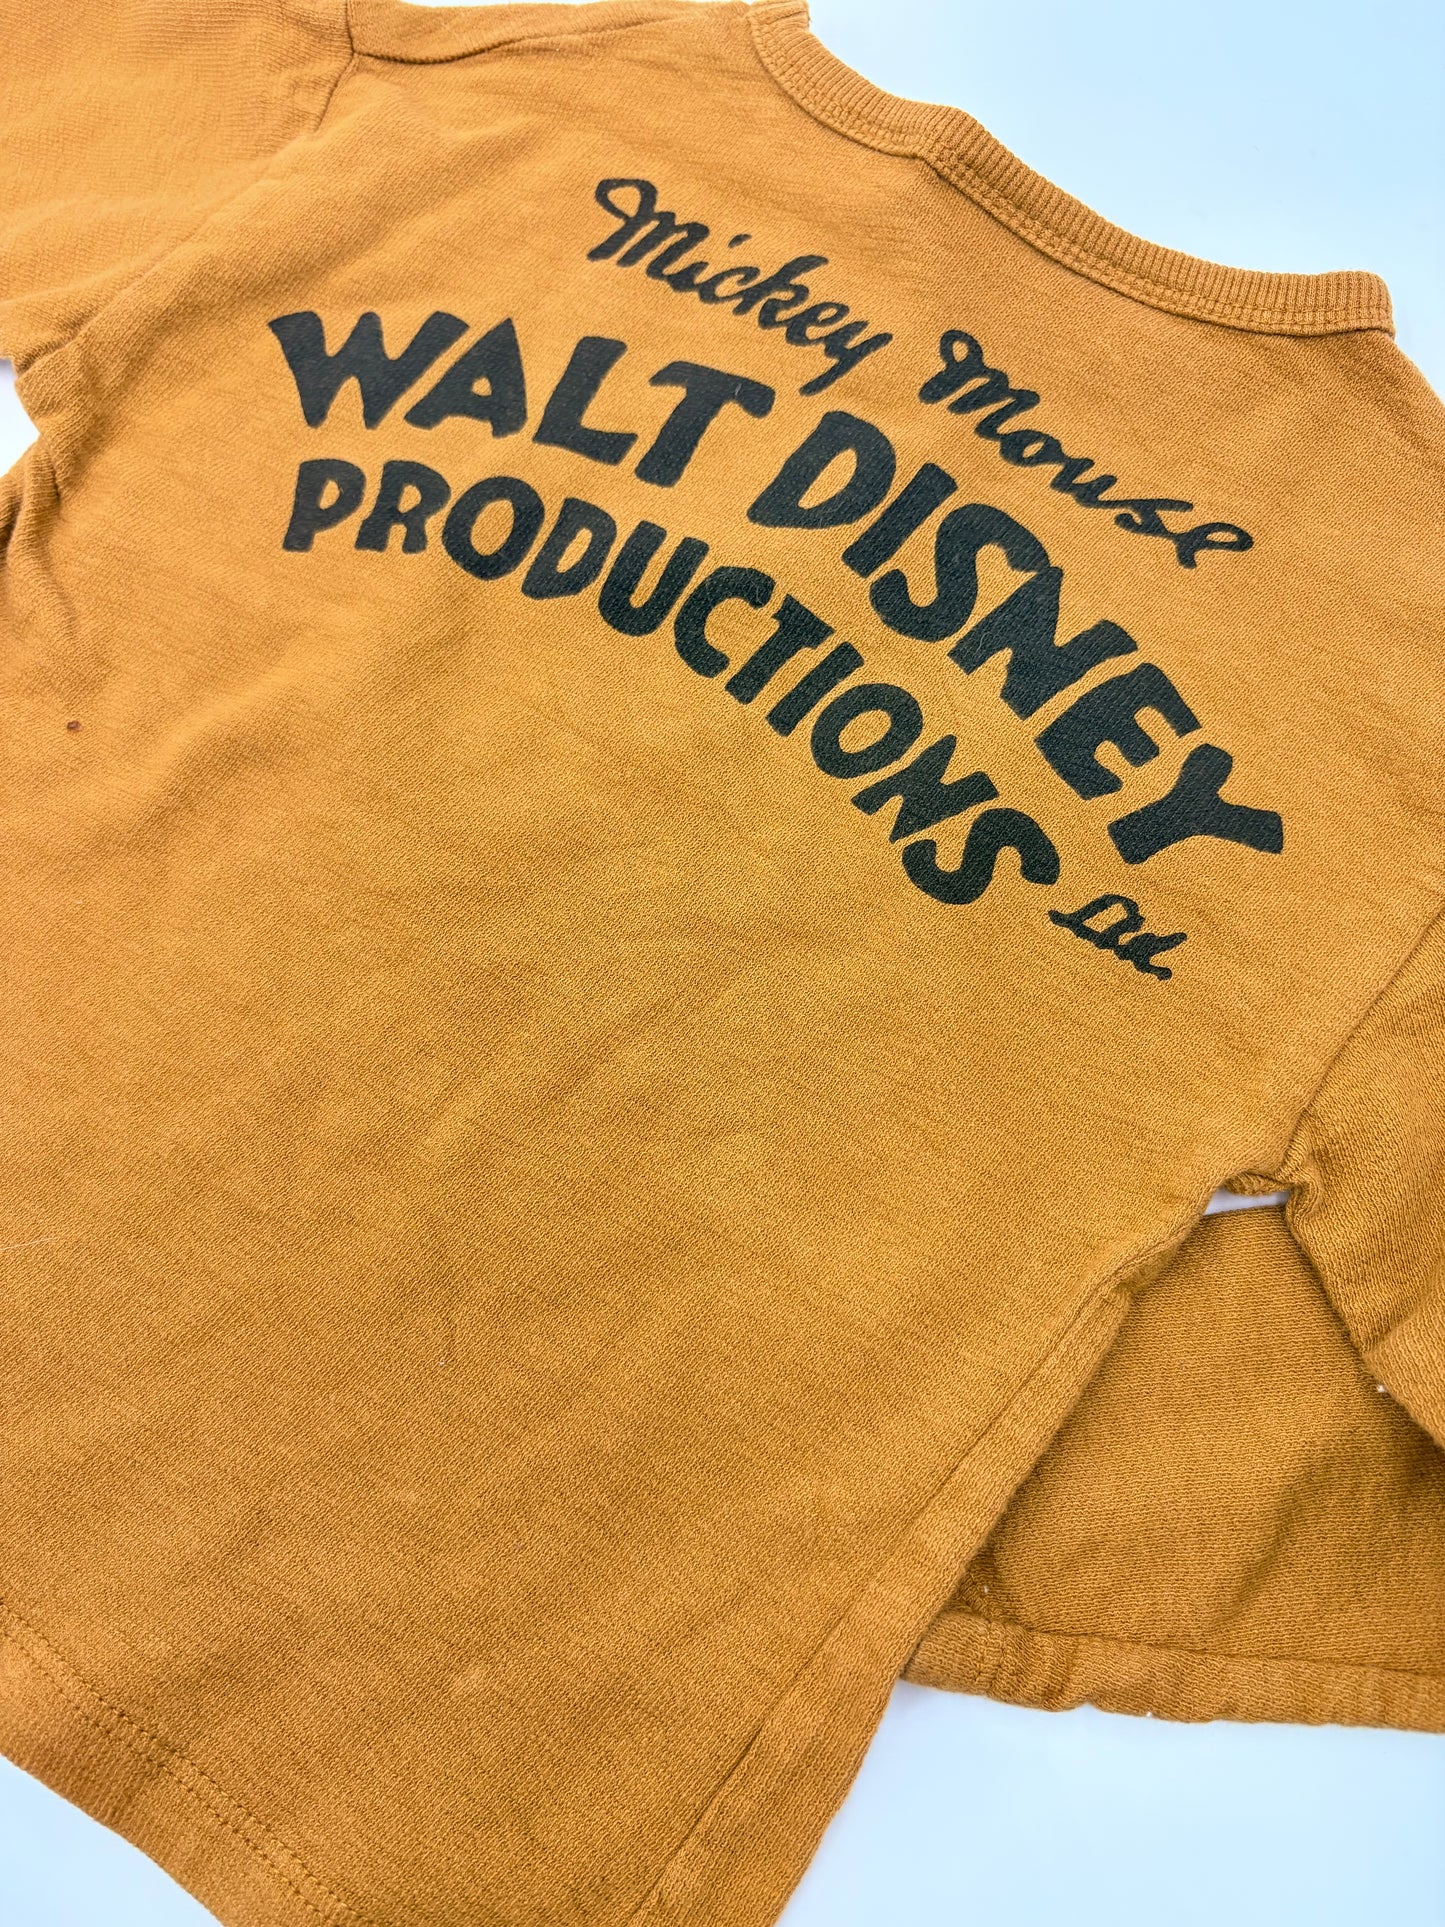 Mickey Mouse
WALT DISNEY
PRODUCTIONS Ltd